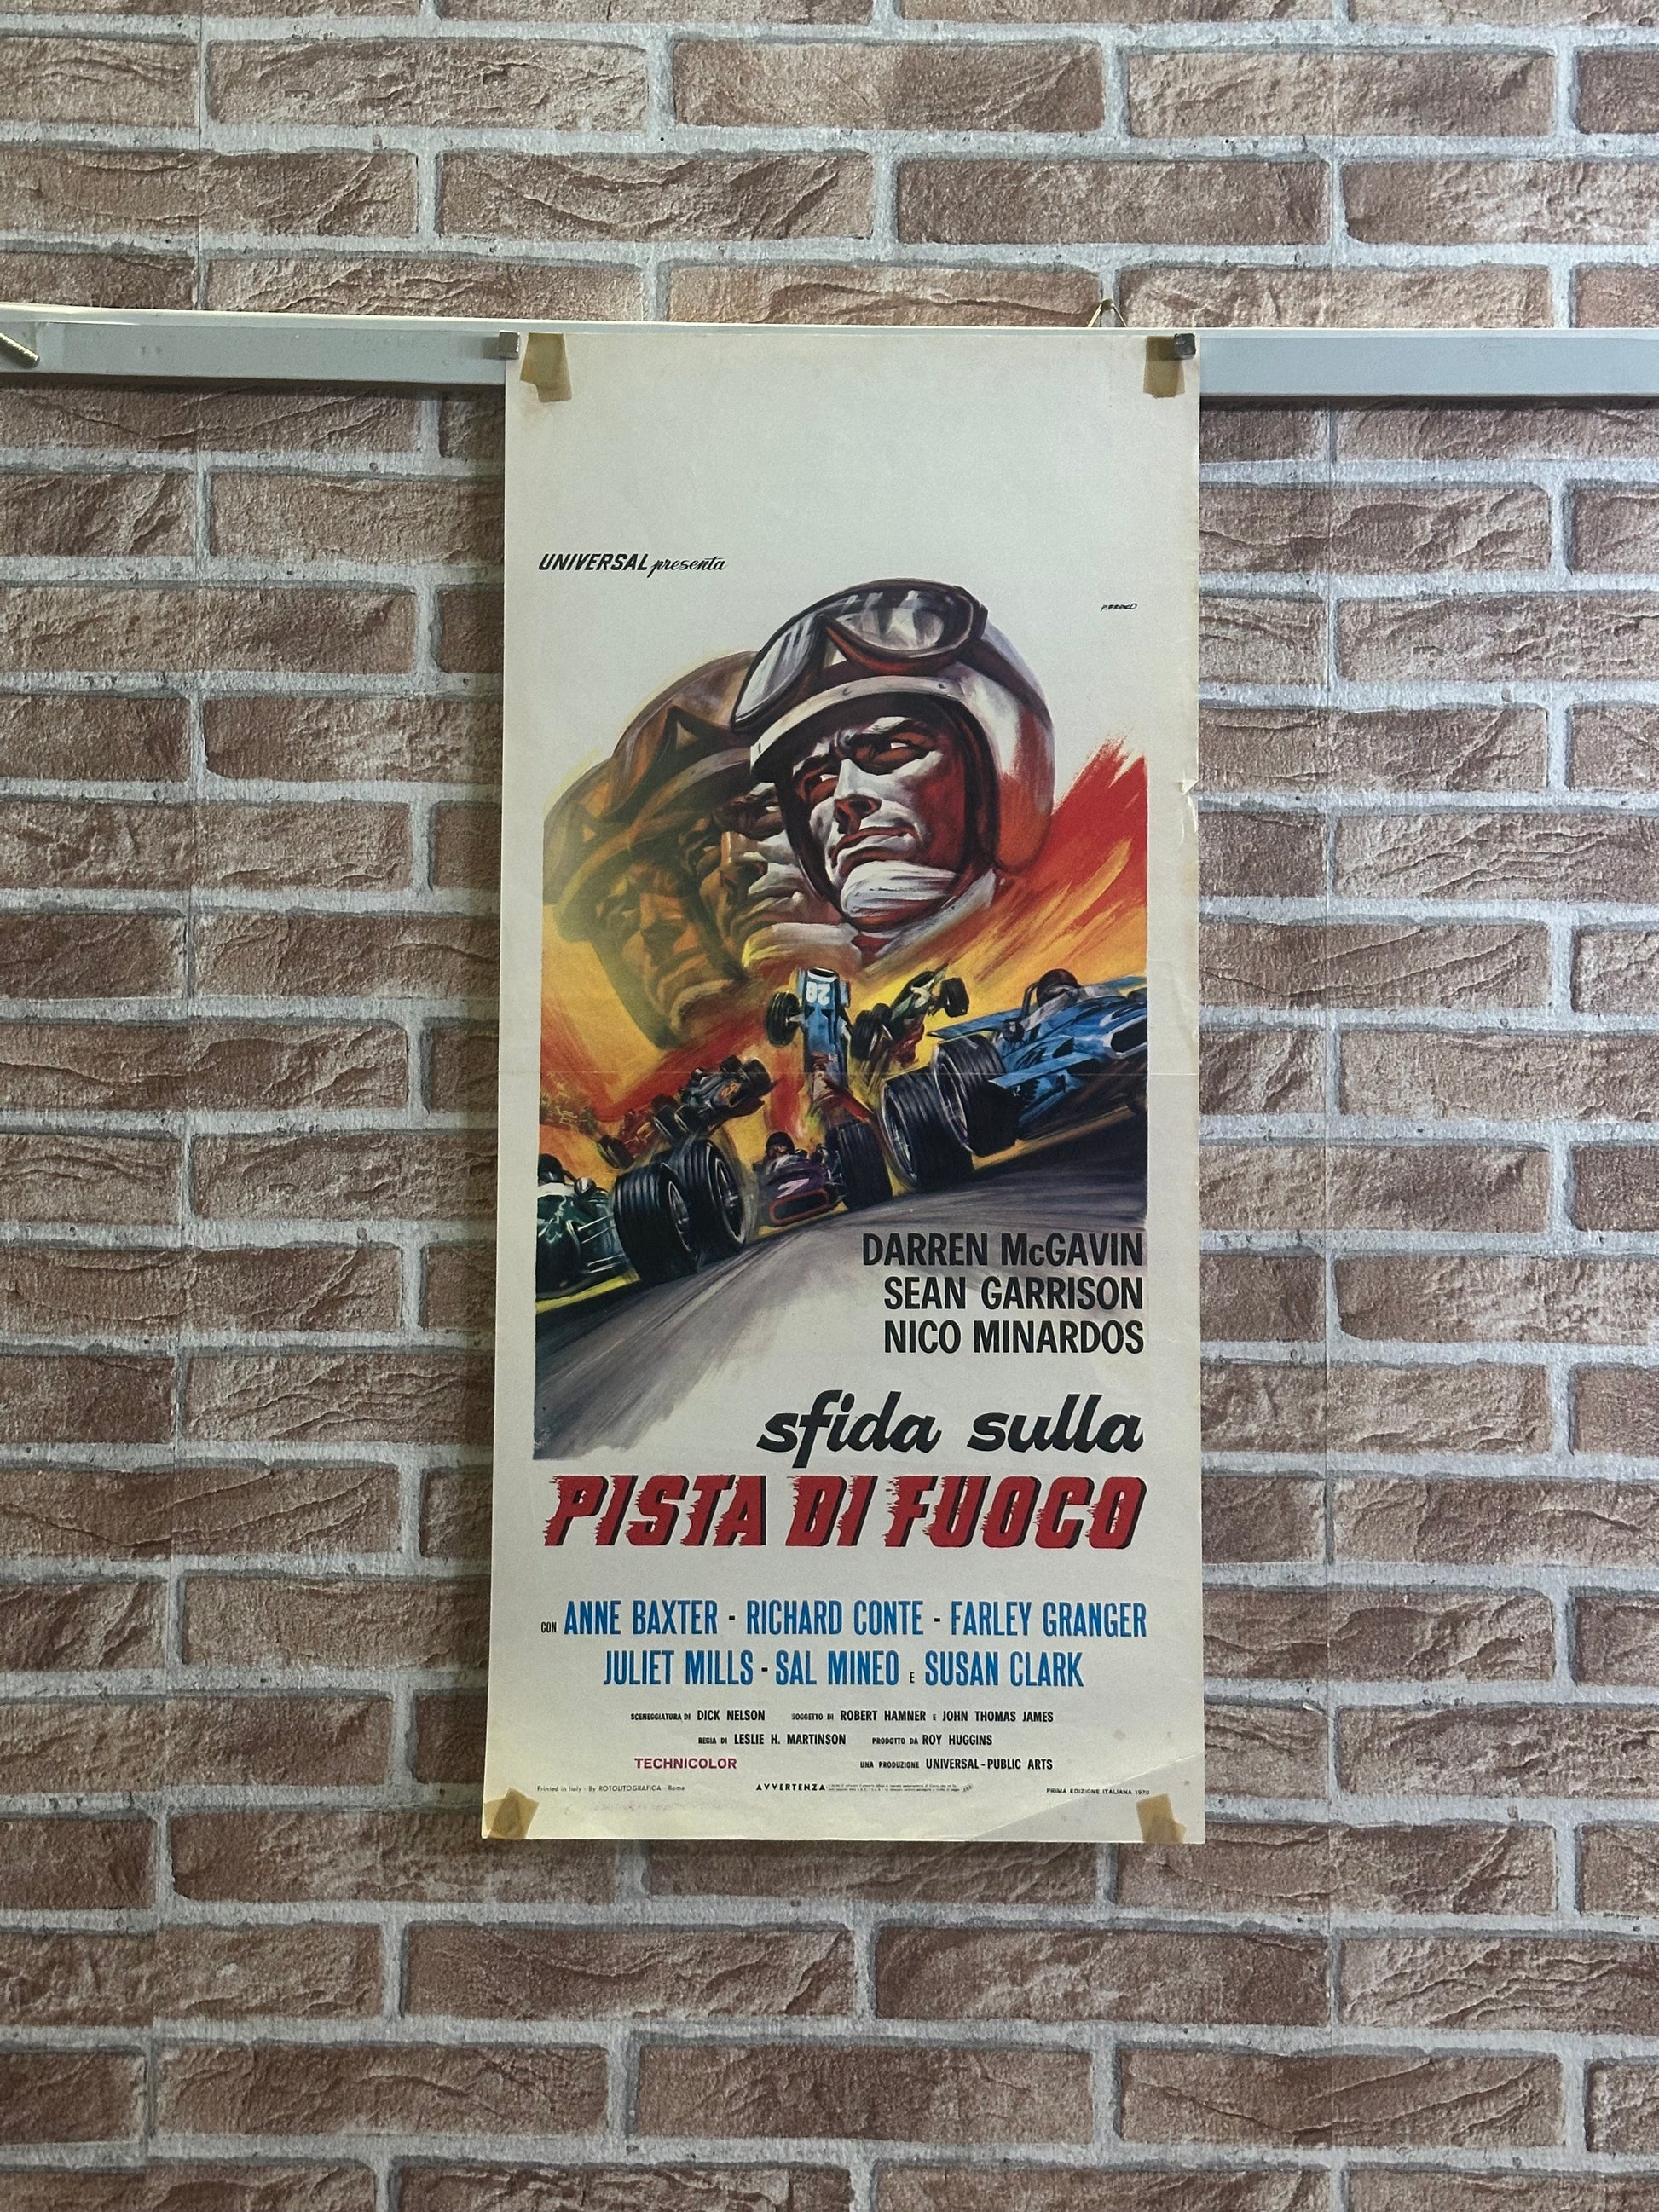 UNIVERSAL presenta
P. FRANCO
28
DARREN McGAVIN
SEAN GARRISON
NICO MINARDOS
sfida sulla
PISTA DI FUOCO
CON ANNE BAXTER - RICHARD CONTE - FARLEY GRANGER
JULIET MILLS - SAL MINEO E SUSAN CLARK
SCENEGGIATURA DI DICK NELSON SOGGETTO DI ROBERT HAMNER E JOHN THOMAS JAMES
REGIA DI LESLIE H. MARTINSON PRODOTTO DA ROY HUGGINS
TECHNICOLOR UNA PRODUZIONE UNIVERSAL-PUBLIC ARTS
Printed in Italy - By ROTOLITOGRAFICA - Roma AVVERTENZA PRIMA EDIZIONE ITALIANA 1970